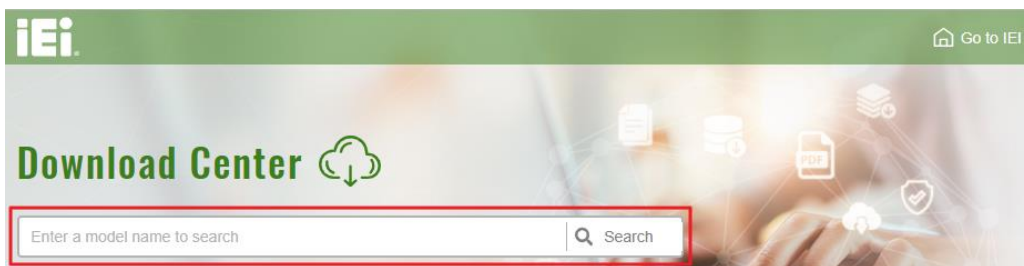 iEi.
Go to IEI
Download Center
Enter a model name to search
Search
PDF